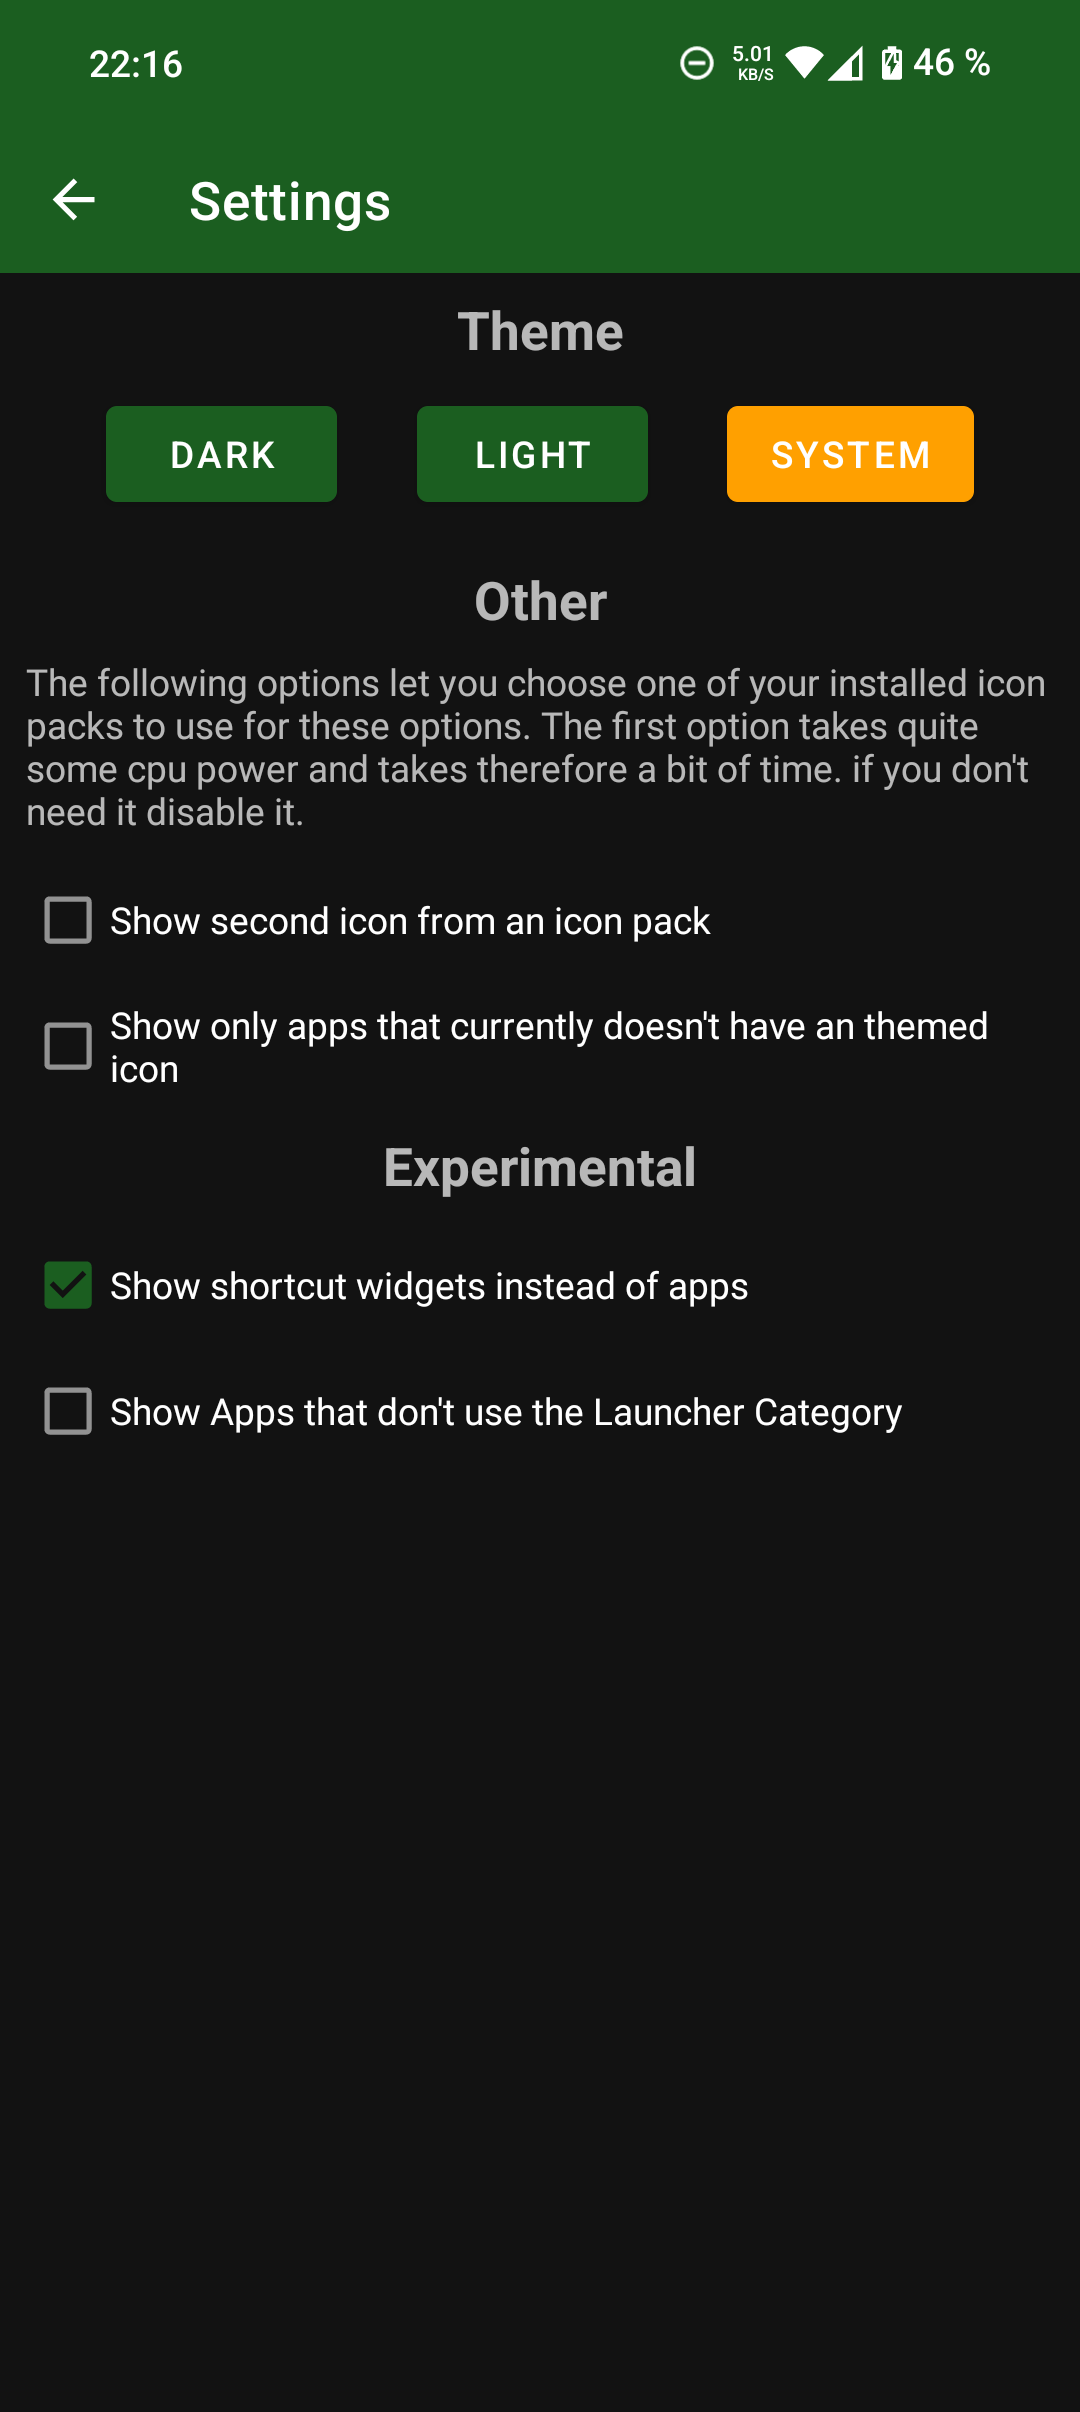 22:16
5.01
KB/S
46 %
Settings
Theme
DARK
LIGHT
SYSTEM
Other
The following options let you choose one of your installed icon
packs to use for these options. The first option takes quite
some cpu power and takes therefore a bit of time. if you don't
need it disable it.
Show second icon from an icon pack
Show only apps that currently doesn't have an themed
icon
Experimental
Show shortcut widgets instead of apps
Show Apps that don't use the Launcher Category